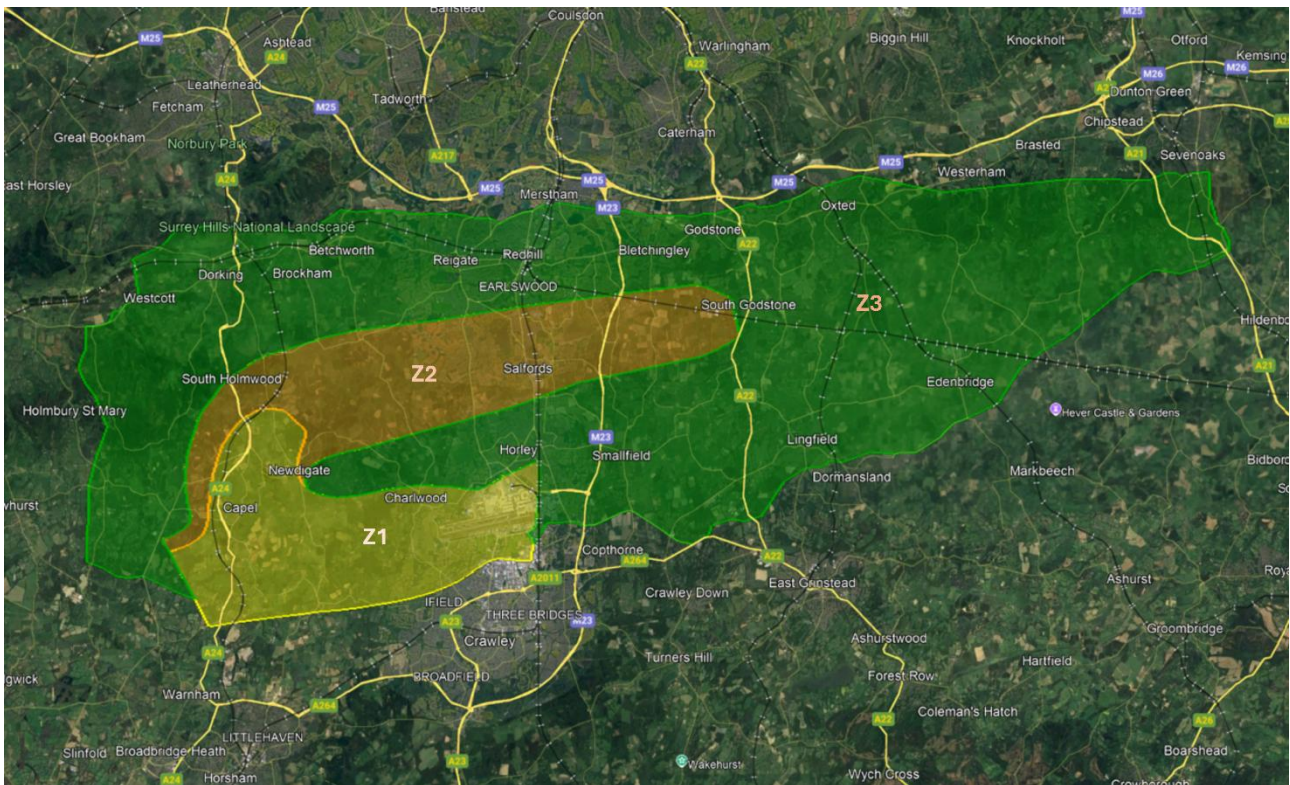 Banstead
Coulsdon
M25
Otford
M25
Ashtead
A24
Warlingham
Biggin Hill
Knockholt
Kemsing
A22
M26
M26
Leatherhead
Dunton Green
Fetcham
M25
Tadworth
Chipstead
Great Bookham
Norbury Park
Caterham
Brasted
A217
A21
Sevenoaks
M25
Westerham
A24
M25
M25
M25
East Horsley
Merstham
M23
Oxted
Surrey Hills National Landscape
Godstone
A22
Betchworth
Reigate
Redhill
Bletchingley
Dorking
Brockham
EARLSWOOD
Westcott
South Godstone
Z3
Z2
Salfords
South Holmwood
A21
Edenbridge
A22
Holmbury St Mary
Hever Castle & Gardens
M23
Lingfield
Horley
Smallfield
Newdigate
Markbeech
Dormansland
A24
Charlwood
Capel
Z1
Copthorne
A22
A264
A2011
East Grinstead
Ashurst
Crawley Down
IFIELD
THREE BRIDGES
A23
M23
Groombridge
Crawley
Ashurstwood
A24
Turners Hill
Hartfield
BROADFIELD
Forest Row
Warnham
A264
Coleman's Hatch
A22
A26
LITTLEHAVEN
Slinfold
Broadbridge Heath
Boarshead
A23
Wakehurst
A24
Horsham
Wych Cross
Crowborough